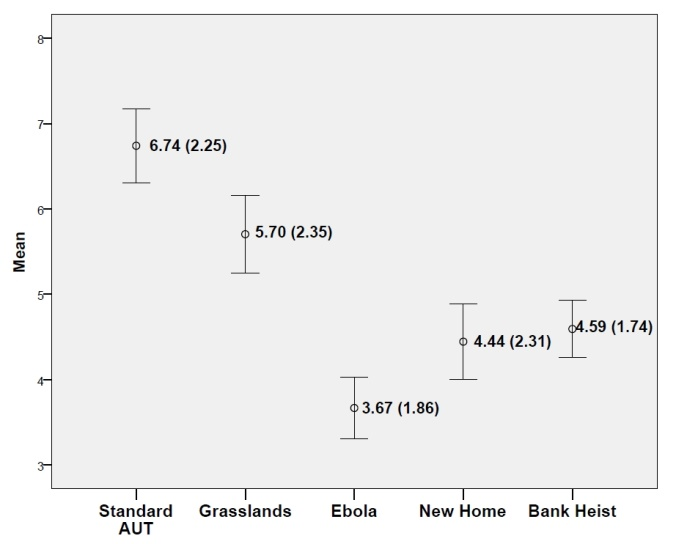 8
7
6
5
4
3
Mean
6.74 (2.25)
5.70 (2.35)
3.67 (1.86)
4.44 (2.31)
4.59 (1.74)
Standard
AUT
Grasslands
Ebola
New Home
Bank Heist